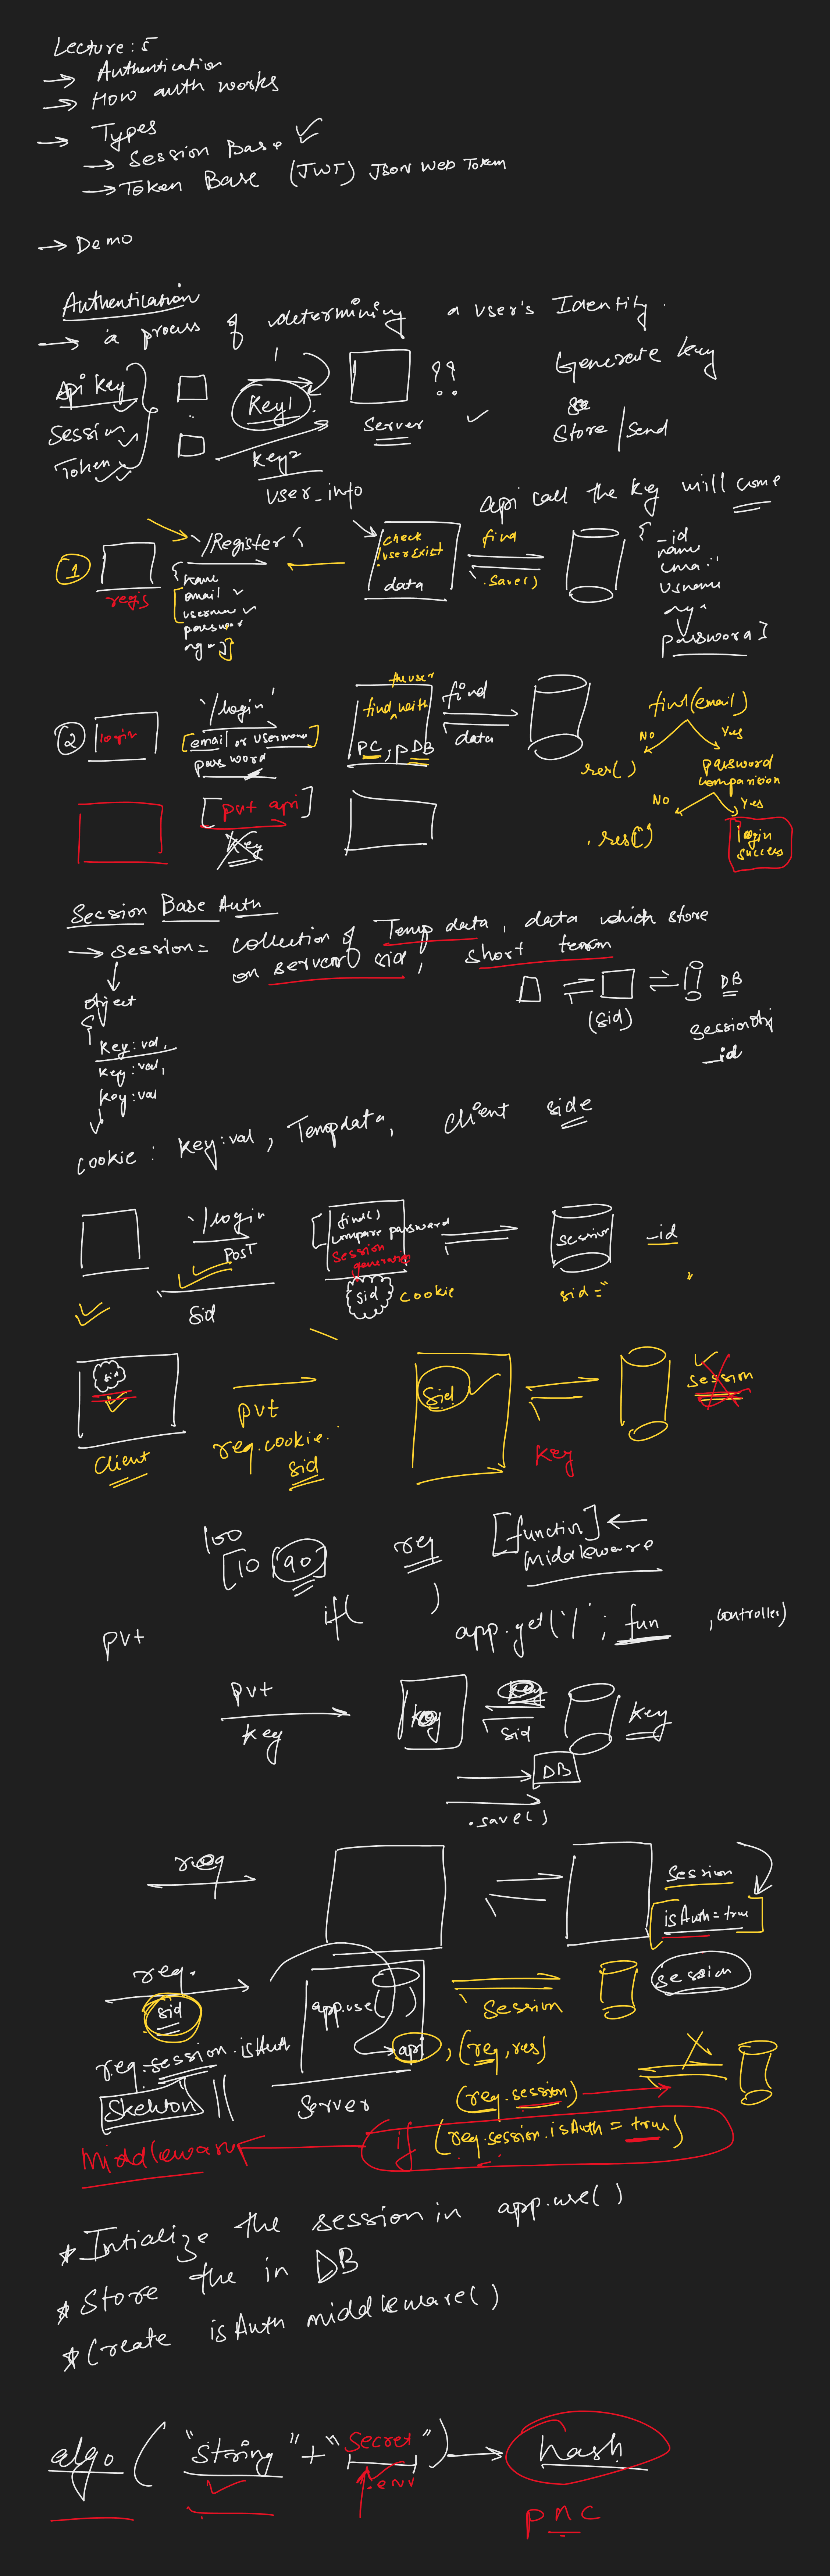 Lecture : 5
→ Authentication
→ How auth works
→ Types
→ Session Base ✓
→ Token Base (JWT) Json Web Token
→ Demo
Authentication
→ is a process of determining a user's Identity.
Generate key
Store / Send
Api key
Session
Token
Key1
Key2
user_info
Server
??
api call the key will come
1
regis
'/Register'
{ name
email
username
password
age }
check
userExist
data
find
.save()
{ _id
name
email
usname
age
password }
2
login
'/login'
[email or username]
password
the user
find with
PC, pDB
find
data
find(email)
No
Yes
res( )
password
comparision
No
Yes
.res("")
login
success
[pvt api]
key
Session Base Auth
→ Session = collection of Temp data, data which store
on server sid, short term
object
{
key:val,
key:val,
key:val
}
(sid)
DB
session obj
_id
cookie : key:val, Tempdata, client side
'/login
POST
sid
find()
compare password
session
generation
sid
cookie
session
_id
sid="
sid
Client
pvt
req.cookie.
sid
sid
key
session
100
[10 90]
req
[function] ←
middleware
if( )
pvt
app.get('/', fun , controller)
pvt
key
key
key
sid
key
DB
.save()
req
session
isAuth = true
req.
sid
req.session.isAuth
Skeleton
app.use( )
api
Server
session
session
, (req, res)
(req.session)
if (req.session.isAuth = true)
Middleware
* Intialize the session in app.use( )
* Store the in DB
* Create isAuth middleware( )
algo ( "string" + "secret" ) → hash
.env
pnc